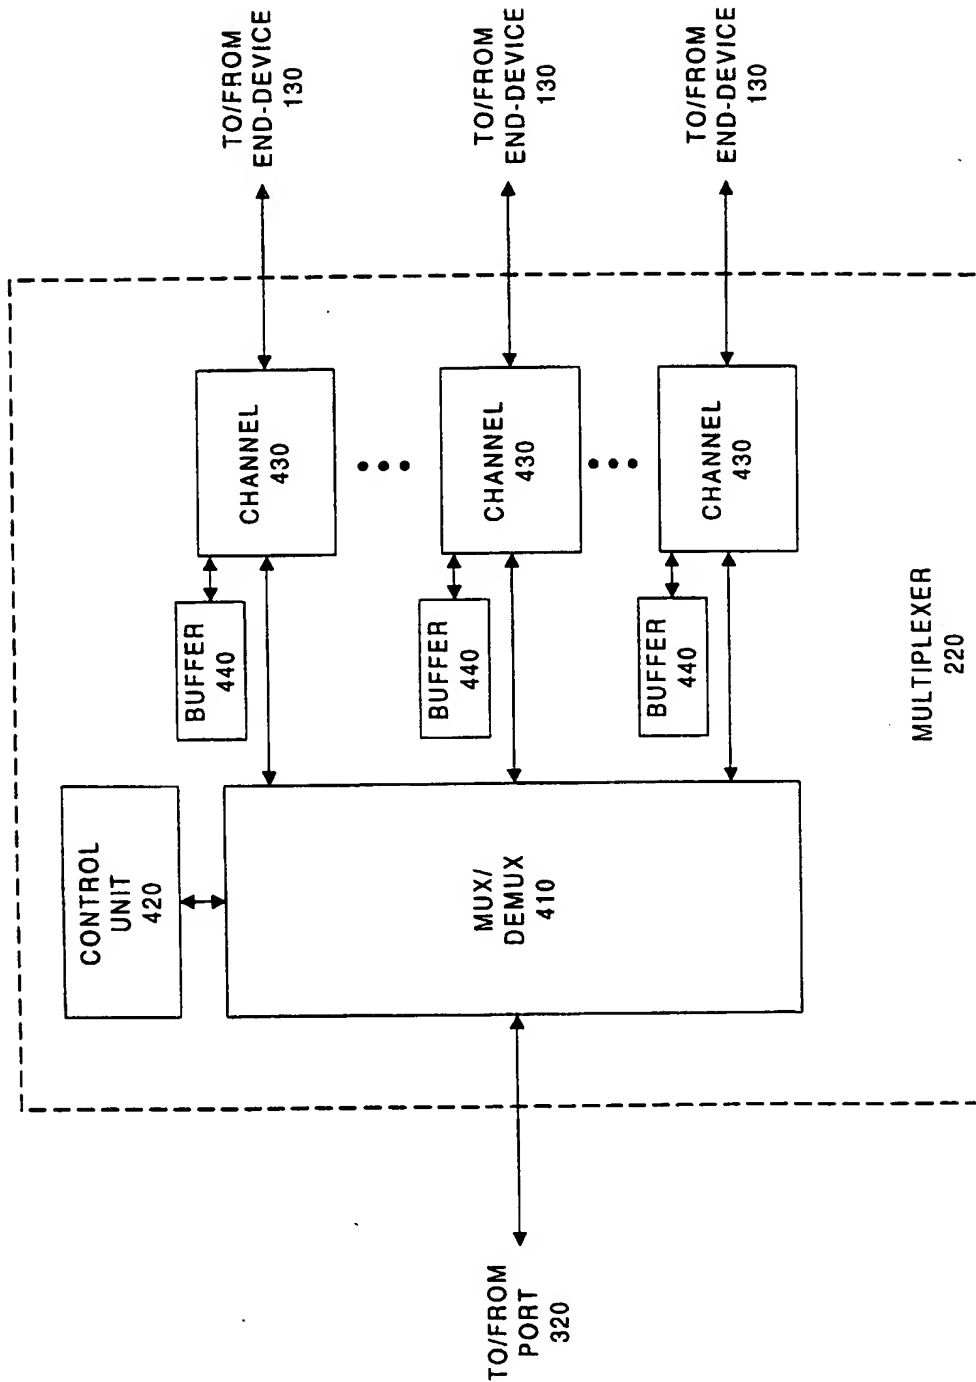 CONTROL
UNIT
420
TO/FROM
PORT
320
MUX/
DEMUX
410
BUFFER
440
CHANNEL
430
TO/FROM
END-DEVICE
130
BUFFER
440
CHANNEL
430
TO/FROM
END-DEVICE
130
BUFFER
440
CHANNEL
430
TO/FROM
END-DEVICE
130
MULTIPLEXER
220